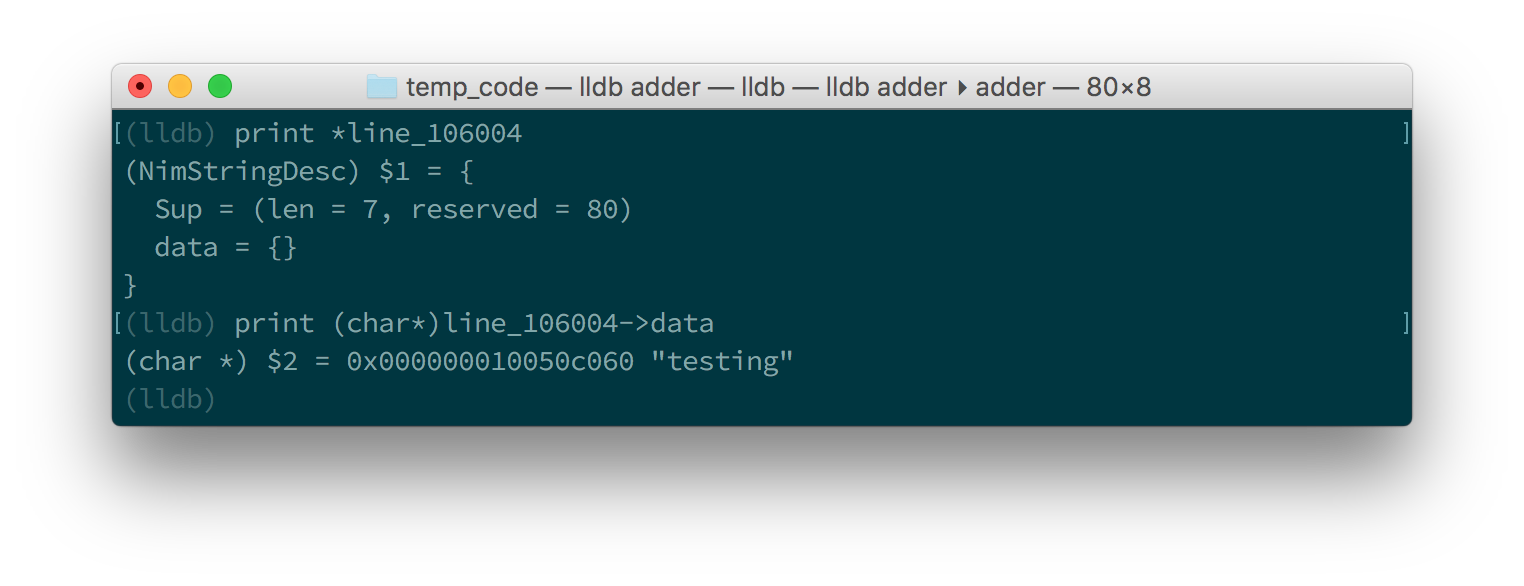 temp_code — lldb adder — lldb — lldb adder ▸ adder — 80×8
[(lldb) print *line_106004 ]
(NimStringDesc) $1 = {
  Sup = (len = 7, reserved = 80)
  data = {}
}
[(lldb) print (char*)line_106004->data ]
(char *) $2 = 0x000000010050c060 "testing"
(lldb)